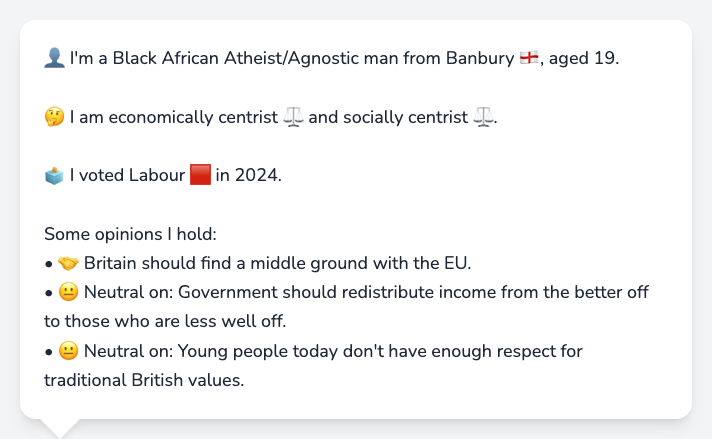 👤 I'm a Black African Atheist/Agnostic man from Banbury 🏴󠁧󠁢󠁥󠁮󠁧󠁿, aged 19.
🤔 I am economically centrist ⚖️ and socially centrist ⚖️.
🗳️ I voted Labour 🟥 in 2024.
Some opinions I hold:
• 🤝 Britain should find a middle ground with the EU.
• 😐 Neutral on: Government should redistribute income from the better off
to those who are less well off.
• 😐 Neutral on: Young people today don't have enough respect for
traditional British values.